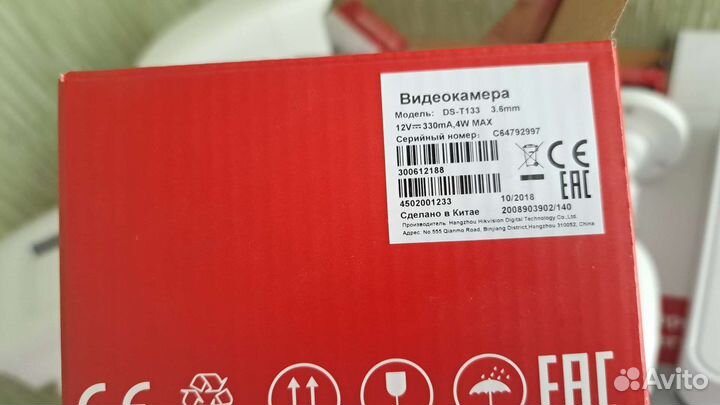 Видеокамера
Модель: DS-T133 3.6mm
12V⎓330mA,4W MAX
Серийный номер: C64792997
300612188
CE
4502001233
10/2018
EAC
Сделано в Китае 2008903902/140
Производитель: Hangzhou Hikvision Digital Technology Co.,Ltd.
Адрес: No.555 Qianmo Road, Binjiang District,Hangzhou 310052, China
CE
EAC
Avito